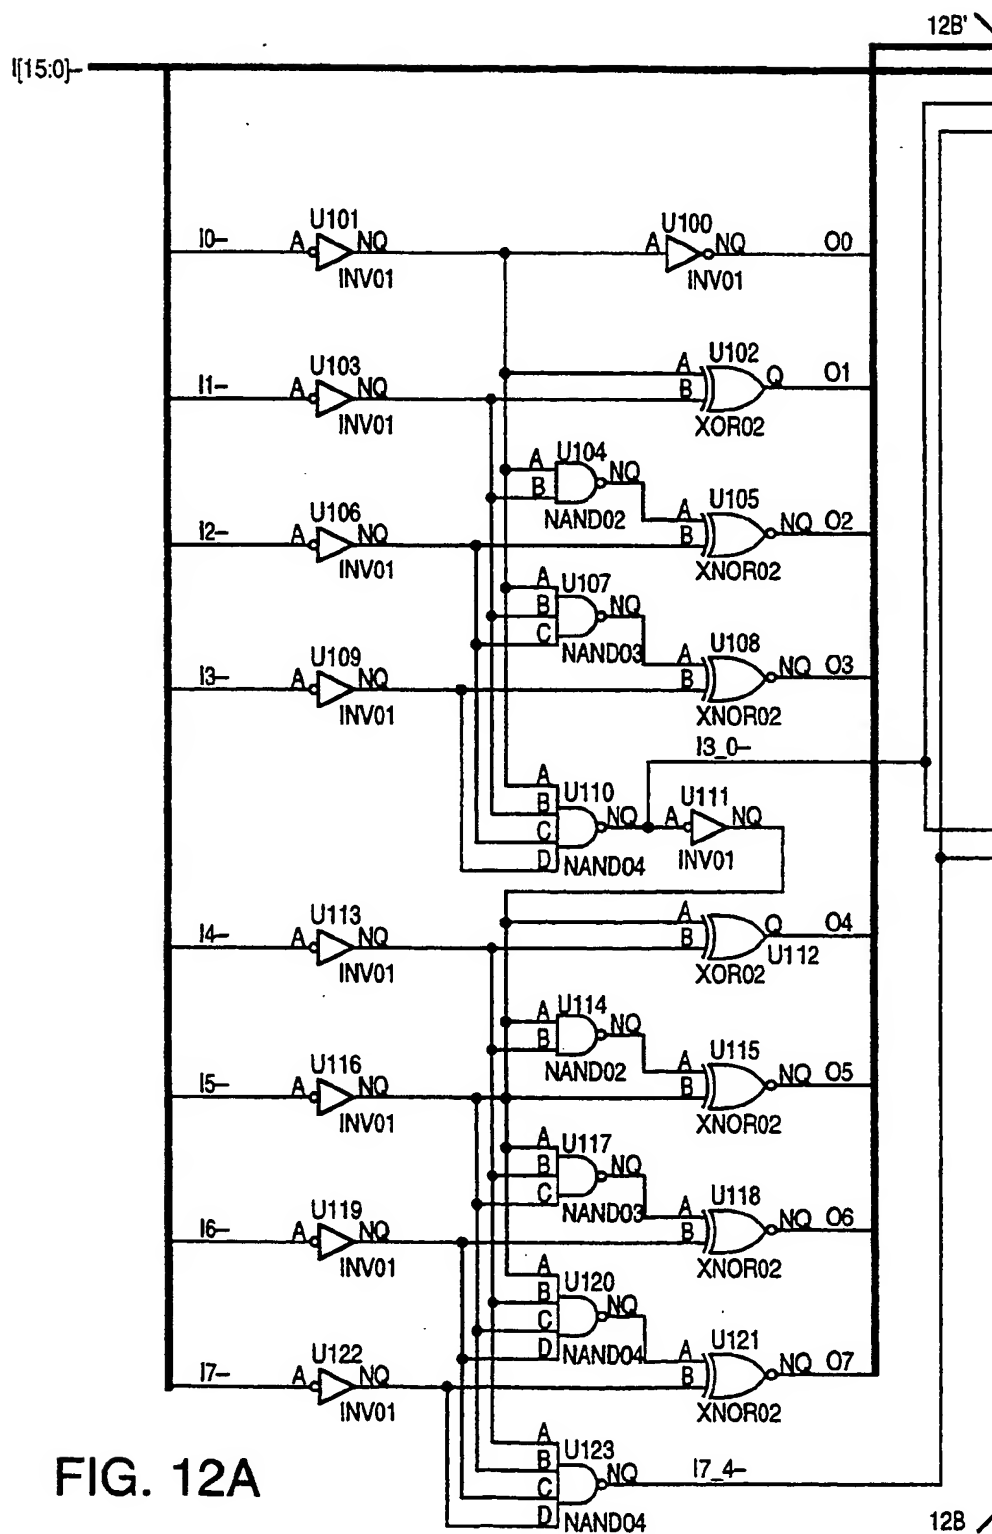 12B'
I[15:0]-
U101
U100
I0-
A
NQ
A
NQ
O0
INV01
INV01
U103
U102
I1-
A
NQ
A
B
Q
O1
INV01
XOR02
U104
A
B
NQ
NAND02
U106
U105
I2-
A
NQ
A
B
NQ
O2
INV01
XNOR02
U107
A
B
C
NQ
NAND03
U109
U108
I3-
A
NQ
A
B
NQ
O3
INV01
XNOR02
I3_0-
U110
A
B
C
D
NQ
NAND04
U111
A
NQ
INV01
U113
I4-
A
NQ
A
B
Q
O4
INV01
XOR02
U112
U114
A
B
NQ
NAND02
U116
U115
I5-
A
NQ
A
B
NQ
O5
INV01
XNOR02
U117
A
B
C
NQ
NAND03
U119
U118
I6-
A
NQ
A
B
NQ
O6
INV01
XNOR02
U120
A
B
C
D
NQ
NAND04
U122
U121
I7-
A
NQ
A
B
NQ
O7
INV01
XNOR02
U123
A
B
C
D
NQ
I7_4-
NAND04
FIG. 12A
12B